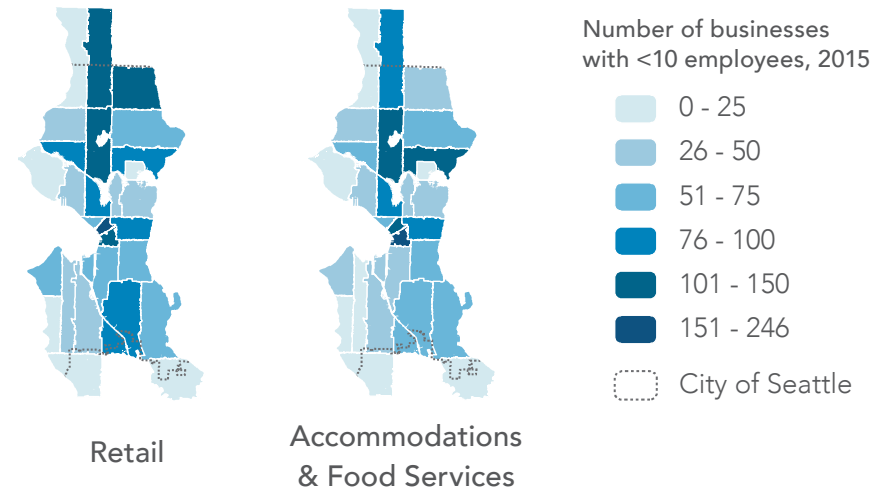 Number of businesses
with <10 employees, 2015
0 - 25
26 - 50
51 - 75
76 - 100
101 - 150
151 - 246
City of Seattle
Retail
Accommodations
& Food Services